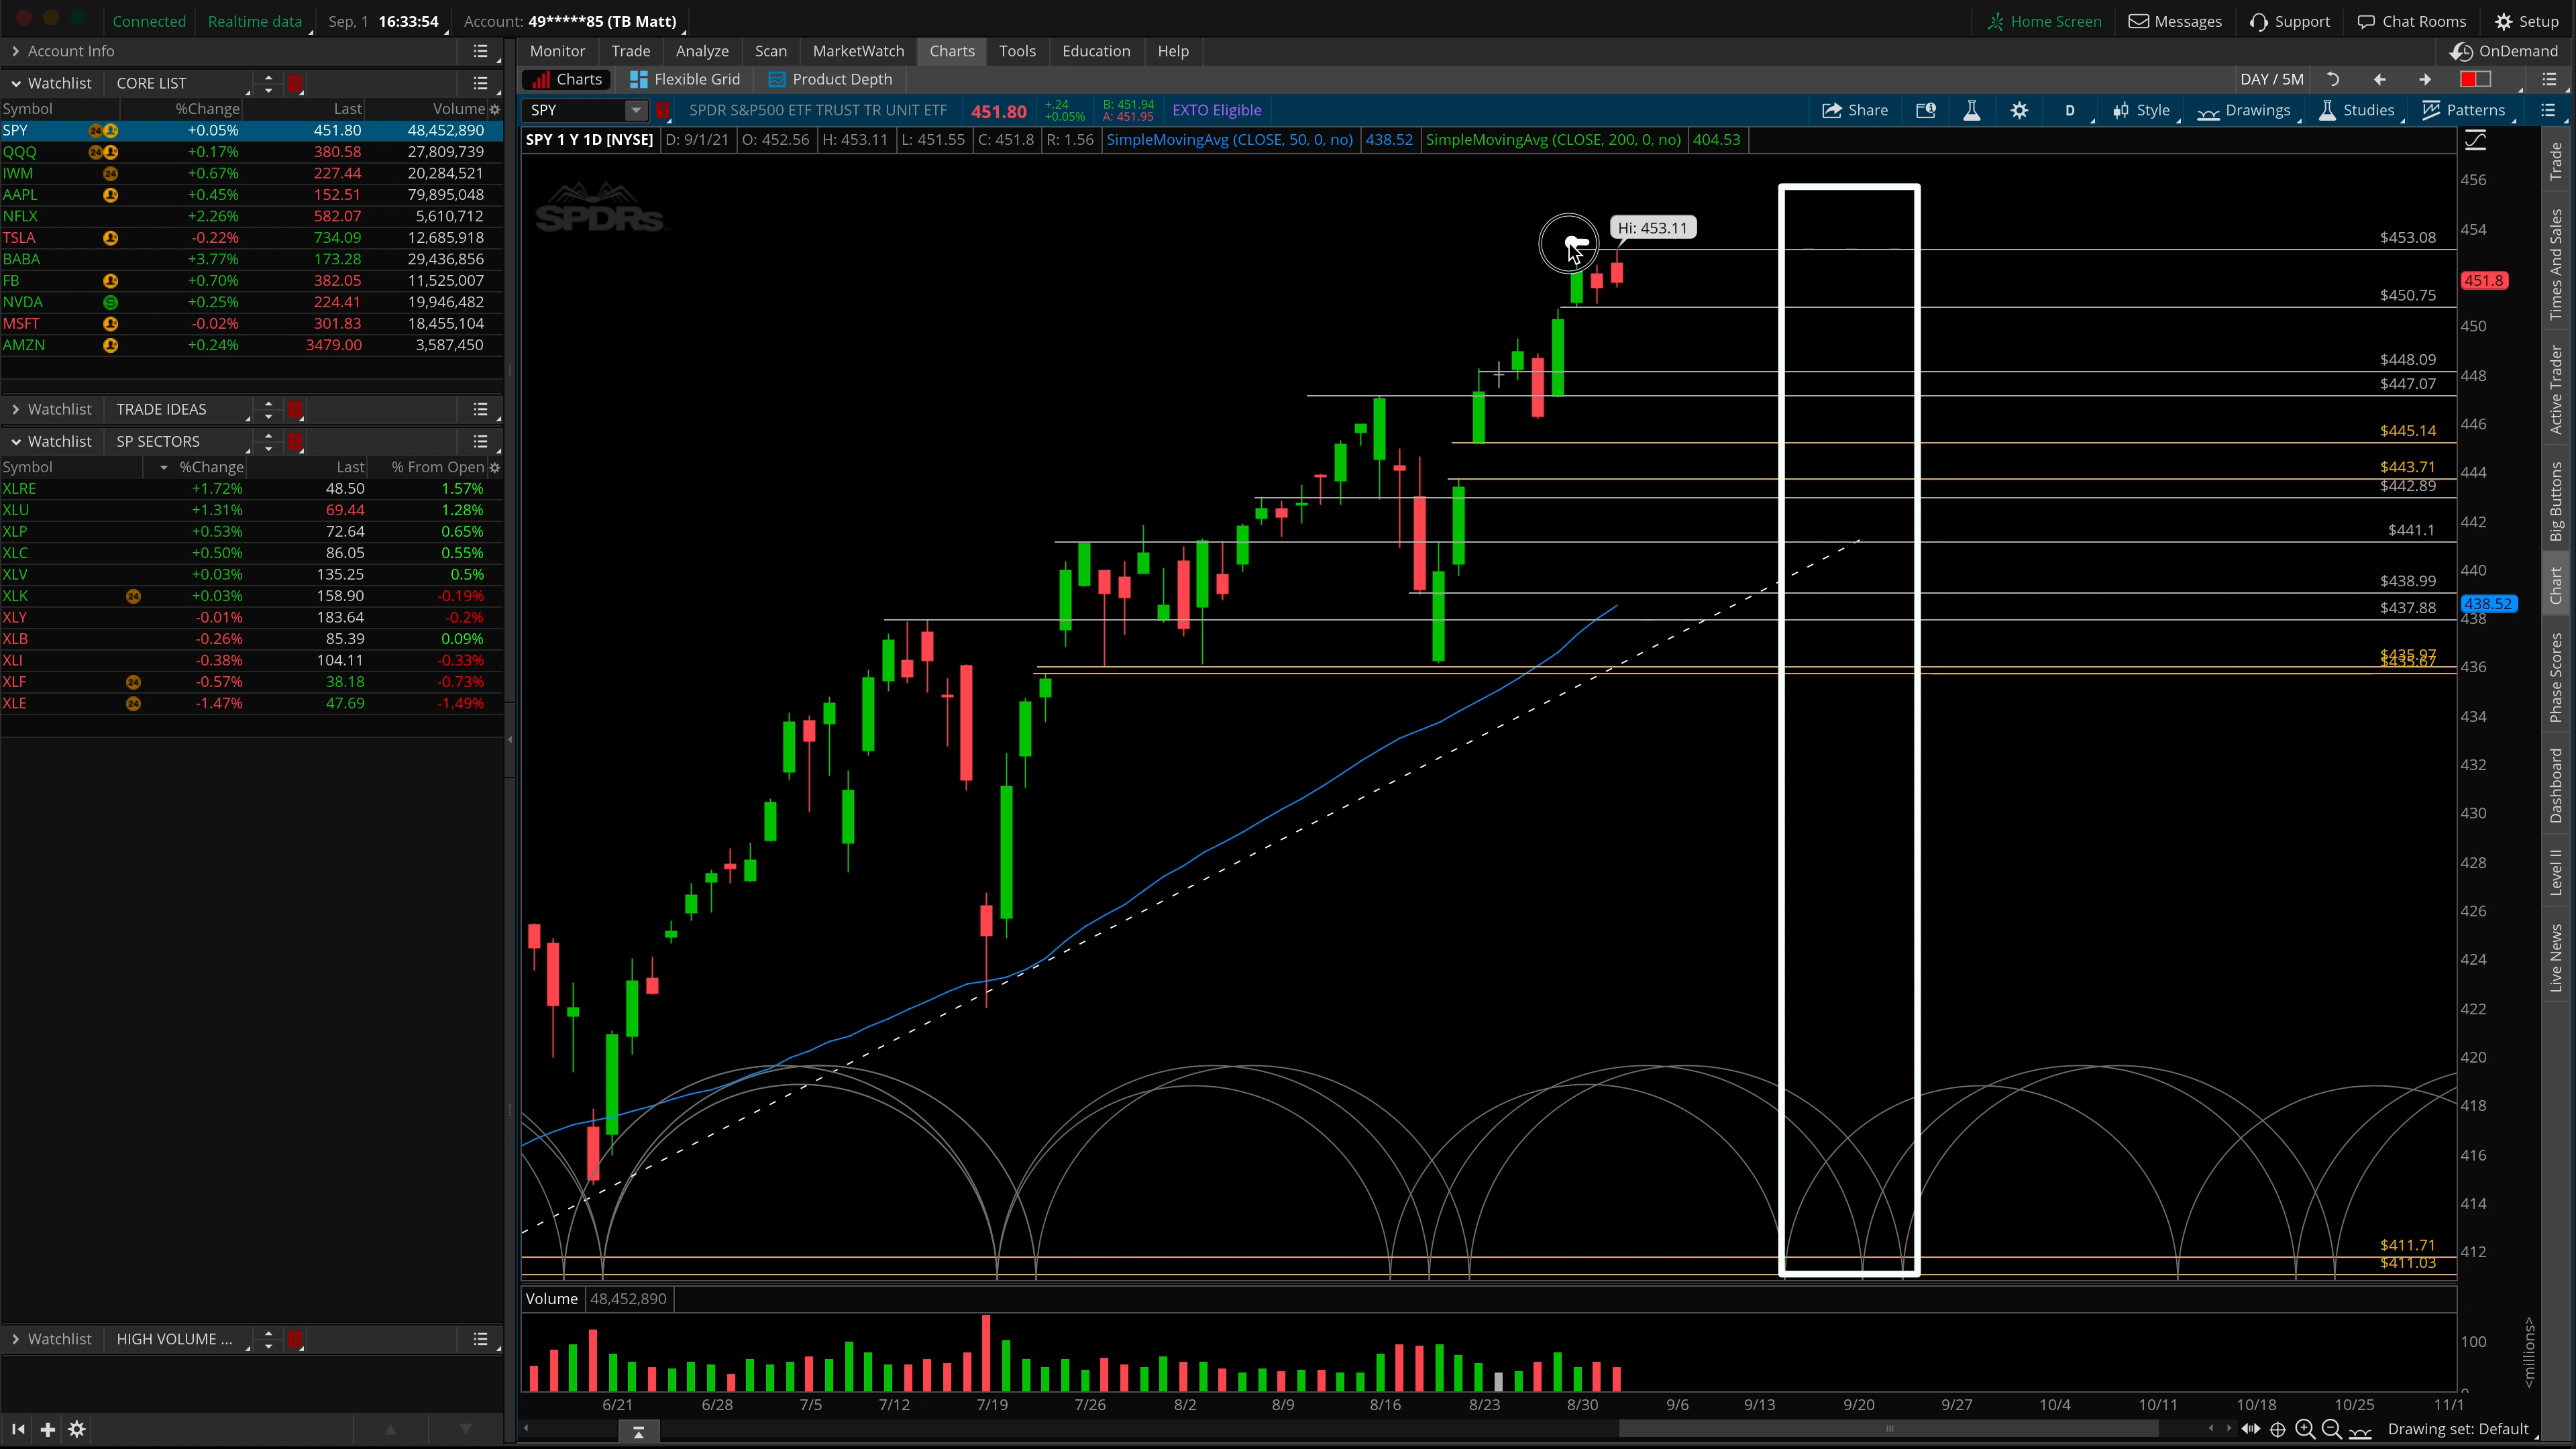 Connected Realtime data Sep, 1 16:33:54 Account: 49*****85 (TB Matt) Home Screen Messages Support Chat Rooms Setup
Account Info
Monitor Trade Analyze Scan MarketWatch Charts Tools Education Help OnDemand
Charts Flexible Grid Product Depth DAY / 5M
Watchlist CORE LIST
Symbol %Change Last Volume
SPY 24 +0.05% 451.80 48,452,890
QQQ 24 +0.17% 380.58 27,809,739
IWM 24 +0.67% 227.44 20,284,521
AAPL +0.45% 152.51 79,895,048
NFLX +2.26% 582.07 5,610,712
TSLA -0.22% 734.09 12,685,918
BABA +3.77% 173.28 29,436,856
FB +0.70% 382.05 11,525,007
NVDA +0.25% 224.41 19,946,482
MSFT -0.02% 301.83 18,455,104
AMZN +0.24% 3479.00 3,587,450
Watchlist TRADE IDEAS
Watchlist SP SECTORS
Symbol %Change Last % From Open
XLRE +1.72% 48.50 1.57%
XLU +1.31% 69.44 1.28%
XLP +0.53% 72.64 0.65%
XLC +0.50% 86.05 0.55%
XLV +0.03% 135.25 0.5%
XLK 24 +0.03% 158.90 -0.19%
XLY -0.01% 183.64 -0.2%
XLB -0.26% 85.39 0.09%
XLI -0.38% 104.11 -0.33%
XLF 24 -0.57% 38.18 -0.73%
XLE 24 -1.47% 47.69 -1.49%
Watchlist HIGH VOLUME ...
SPY SPDR S&P500 ETF TRUST TR UNIT ETF 451.80 +.24 +0.05% B: 451.94 A: 451.95 EXTO Eligible Share D Style Drawings Studies Patterns
SPY 1 Y 1D [NYSE] D: 9/1/21 O: 452.56 H: 453.11 L: 451.55 C: 451.8 R: 1.56 SimpleMovingAvg (CLOSE, 50, 0, no) 438.52 SimpleMovingAvg (CLOSE, 200, 0, no) 404.53
SPDRs
Hi: 453.11
$453.08
$450.75
$448.09
$447.07
$445.14
$443.71
$442.89
$441.1
$438.99
$437.88
$435.97
$411.71
$411.03
456
454
451.8
450
448
446
444
442
440
438.52
438
436
434
432
430
428
426
424
422
420
418
416
414
412
Volume 48,452,890
100
<millions>
6/21 6/28 7/5 7/12 7/19 7/26 8/2 8/9 8/16 8/23 8/30 9/6 9/13 9/20 9/27 10/4 10/11 10/18 10/25 11/1
Drawing set: Default
Trade
Times And Sales
Active Trader
Big Buttons
Chart
Phase Scores
Dashboard
Level II
Live News